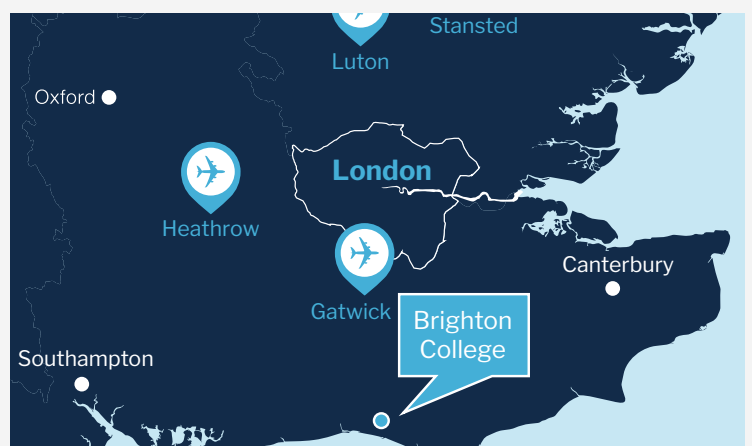 Stansted
Luton
Oxford
London
Heathrow
Canterbury
Gatwick
Brighton
College
Southampton